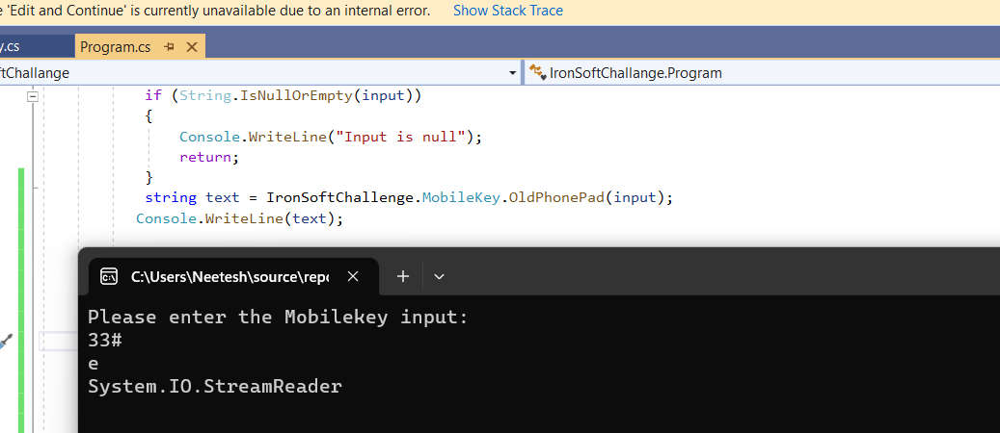 'Edit and Continue' is currently unavailable due to an internal error. Show Stack Trace
y.cs Program.cs
ftChallange IronSoftChallange.Program
if (String.IsNullOrEmpty(input))
{
Console.WriteLine("Input is null");
return;
}
string text = IronSoftChallenge.MobileKey.OldPhonePad(input);
Console.WriteLine(text);
C:\Users\Neetesh\source\repo
Please enter the Mobilekey input:
33#
e
System.IO.StreamReader